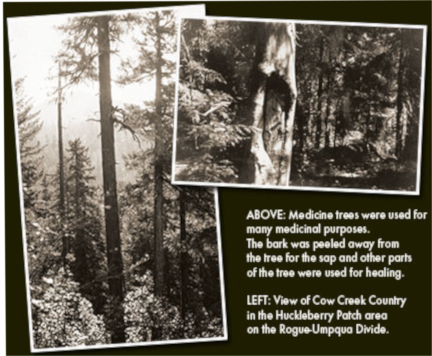 ABOVE: Medicine trees were used for
many medicinal purposes.
The bark was peeled away from
the tree for the sap and other parts
of the tree were used for healing.
LEFT: View of Cow Creek Country
in the Huckleberry Patch area
on the Rogue-Umpqua Divide.